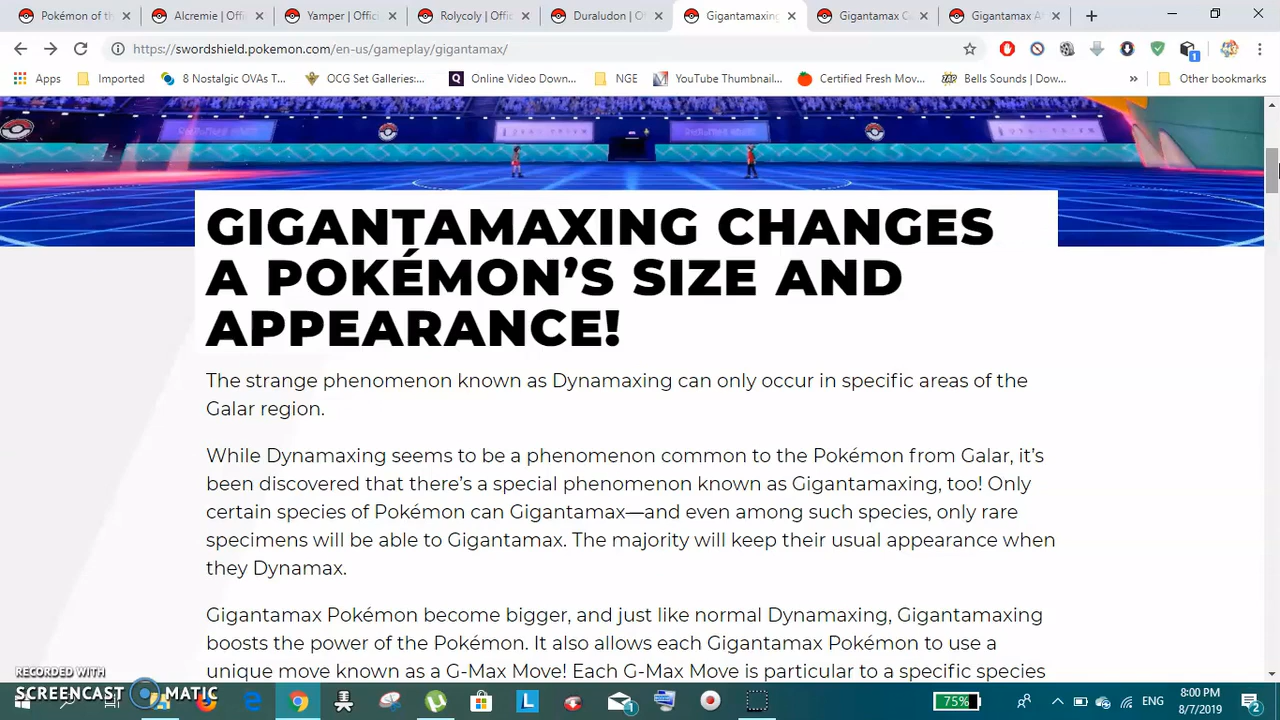 Pokémon of the
Alcremie | Offic
Yamper | Offici
Rolycoly | Offic
Duraludon | O
Gigantamaxing
Gigantamax C
Gigantamax A
https://swordshield.pokemon.com/en-us/gameplay/gigantamax/
Apps
Imported
8 Nostalgic OVAs T...
OCG Set Galleries:...
Online Video Down...
NGE
YouTube Thumbnail...
Certified Fresh Mov...
Bells Sounds | Dow...
»
Other bookmarks
GIGANTAMAXING CHANGES
A POKÉMON'S SIZE AND
APPEARANCE!
The strange phenomenon known as Dynamaxing can only occur in specific areas of the
Galar region.
While Dynamaxing seems to be a phenomenon common to the Pokémon from Galar, it's
been discovered that there's a special phenomenon known as Gigantamaxing, too! Only
certain species of Pokémon can Gigantamax—and even among such species, only rare
specimens will be able to Gigantamax. The majority will keep their usual appearance when
they Dynamax.
Gigantamax Pokémon become bigger, and just like normal Dynamaxing, Gigantamaxing
boosts the power of the Pokémon. It also allows each Gigantamax Pokémon to use a
unique move known as a G-Max Move! Each G-Max Move is particular to a specific species
RECORDED WITH
SCREENCAST MATIC
75%
ENG
8:00 PM
8/7/2019